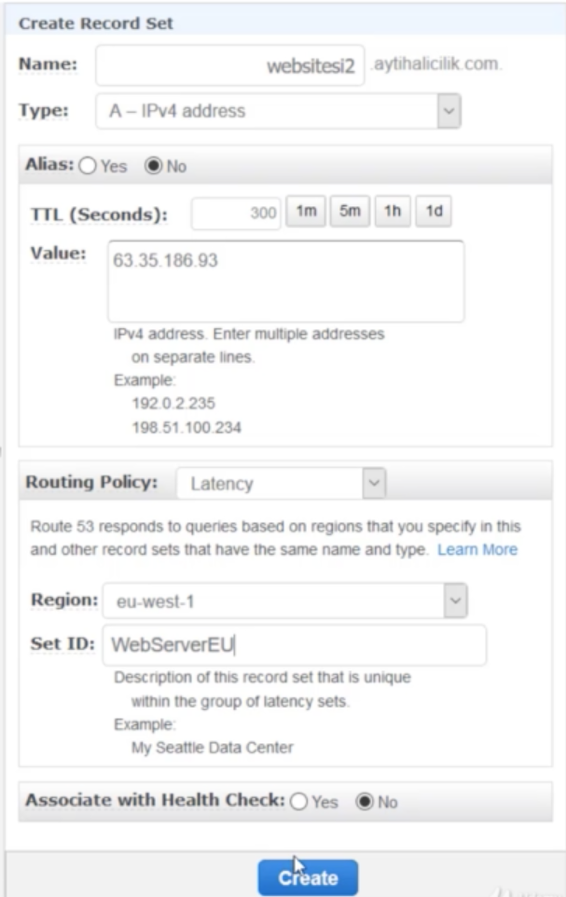 Create Record Set
Name: websitesi2 .aytihalicilik.com.
Type: A – IPv4 address
Alias: Yes No
TTL (Seconds): 300 1m 5m 1h 1d
Value: 63.35.186.93
IPv4 address. Enter multiple addresses
on separate lines.
Example:
192.0.2.235
198.51.100.234
Routing Policy: Latency
Route 53 responds to queries based on regions that you specify in this
and other record sets that have the same name and type. Learn More
Region: eu-west-1
Set ID: WebServerEU
Description of this record set that is unique
within the group of latency sets.
Example:
My Seattle Data Center
Associate with Health Check: Yes No
Create